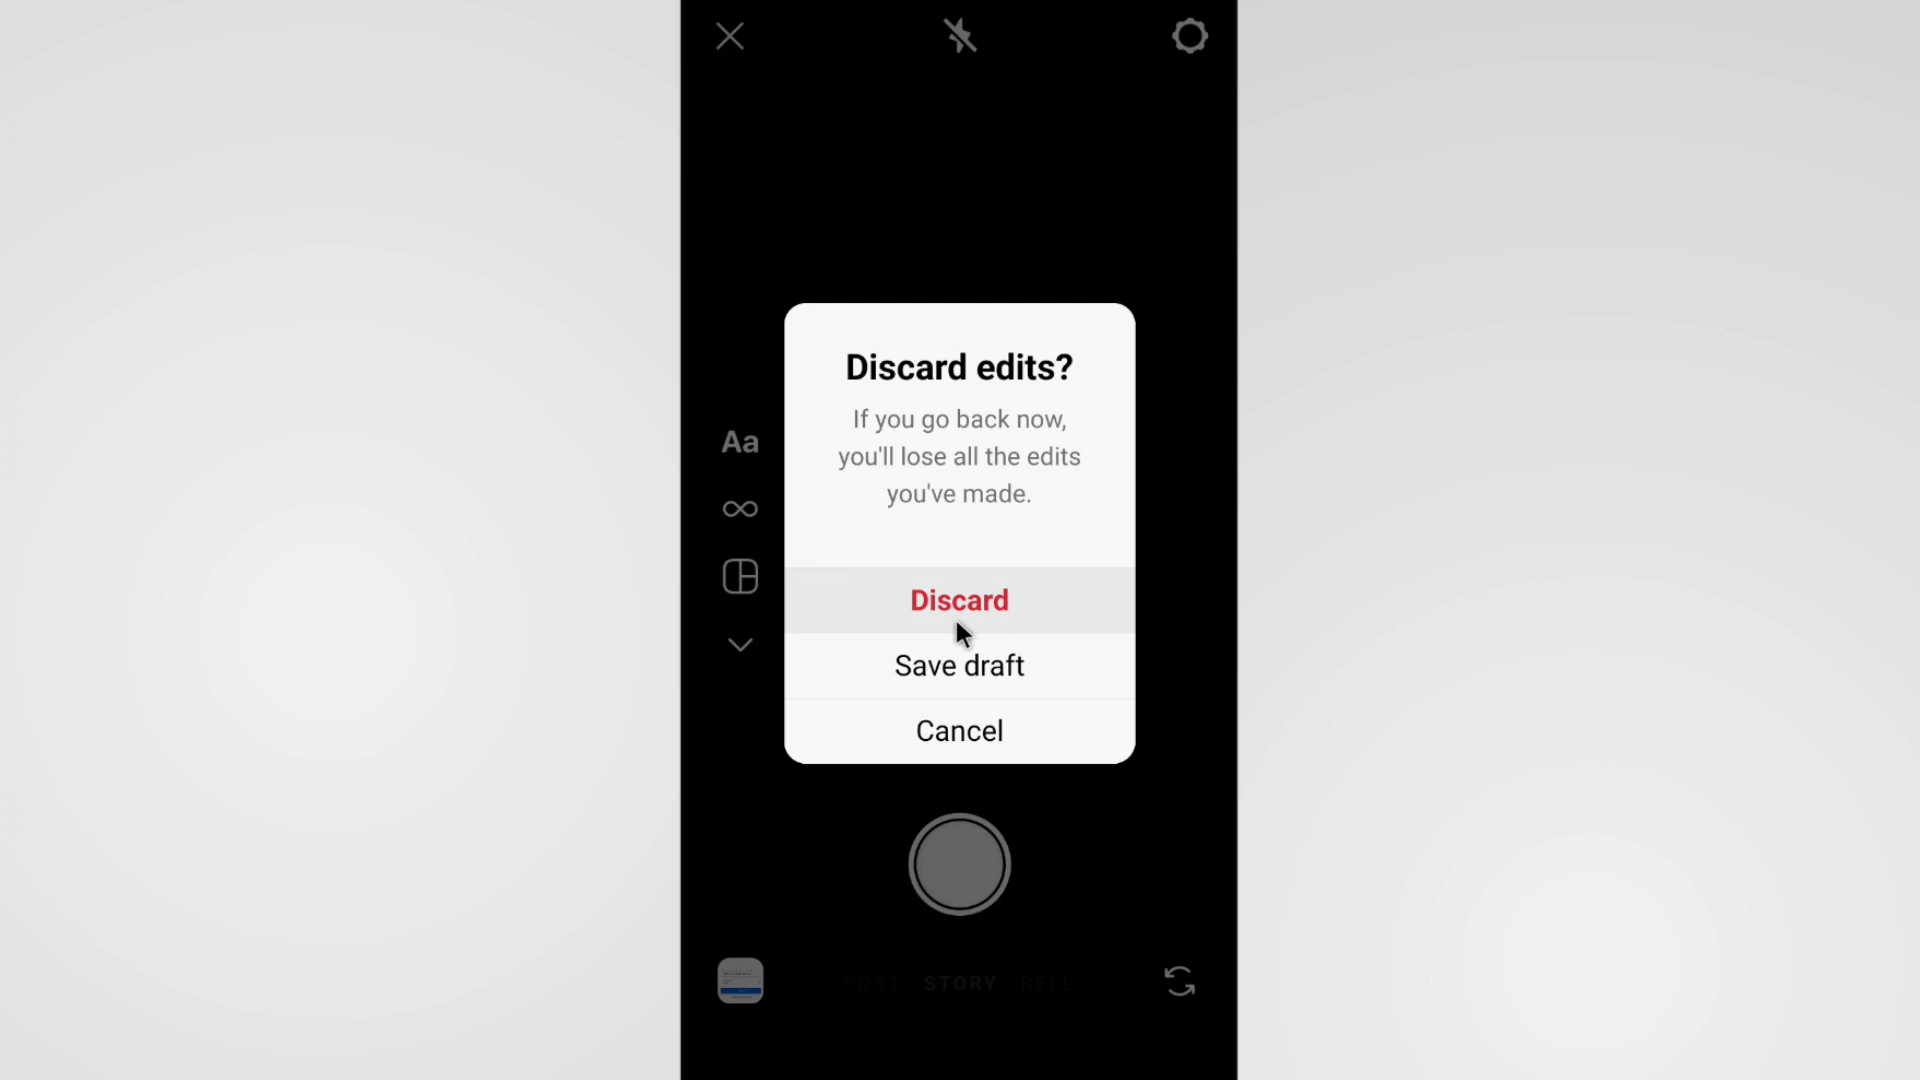 Discard edits?
If you go back now,
you'll lose all the edits
you've made.
Aa
Discard
Save draft
Cancel
POST STORY REEL